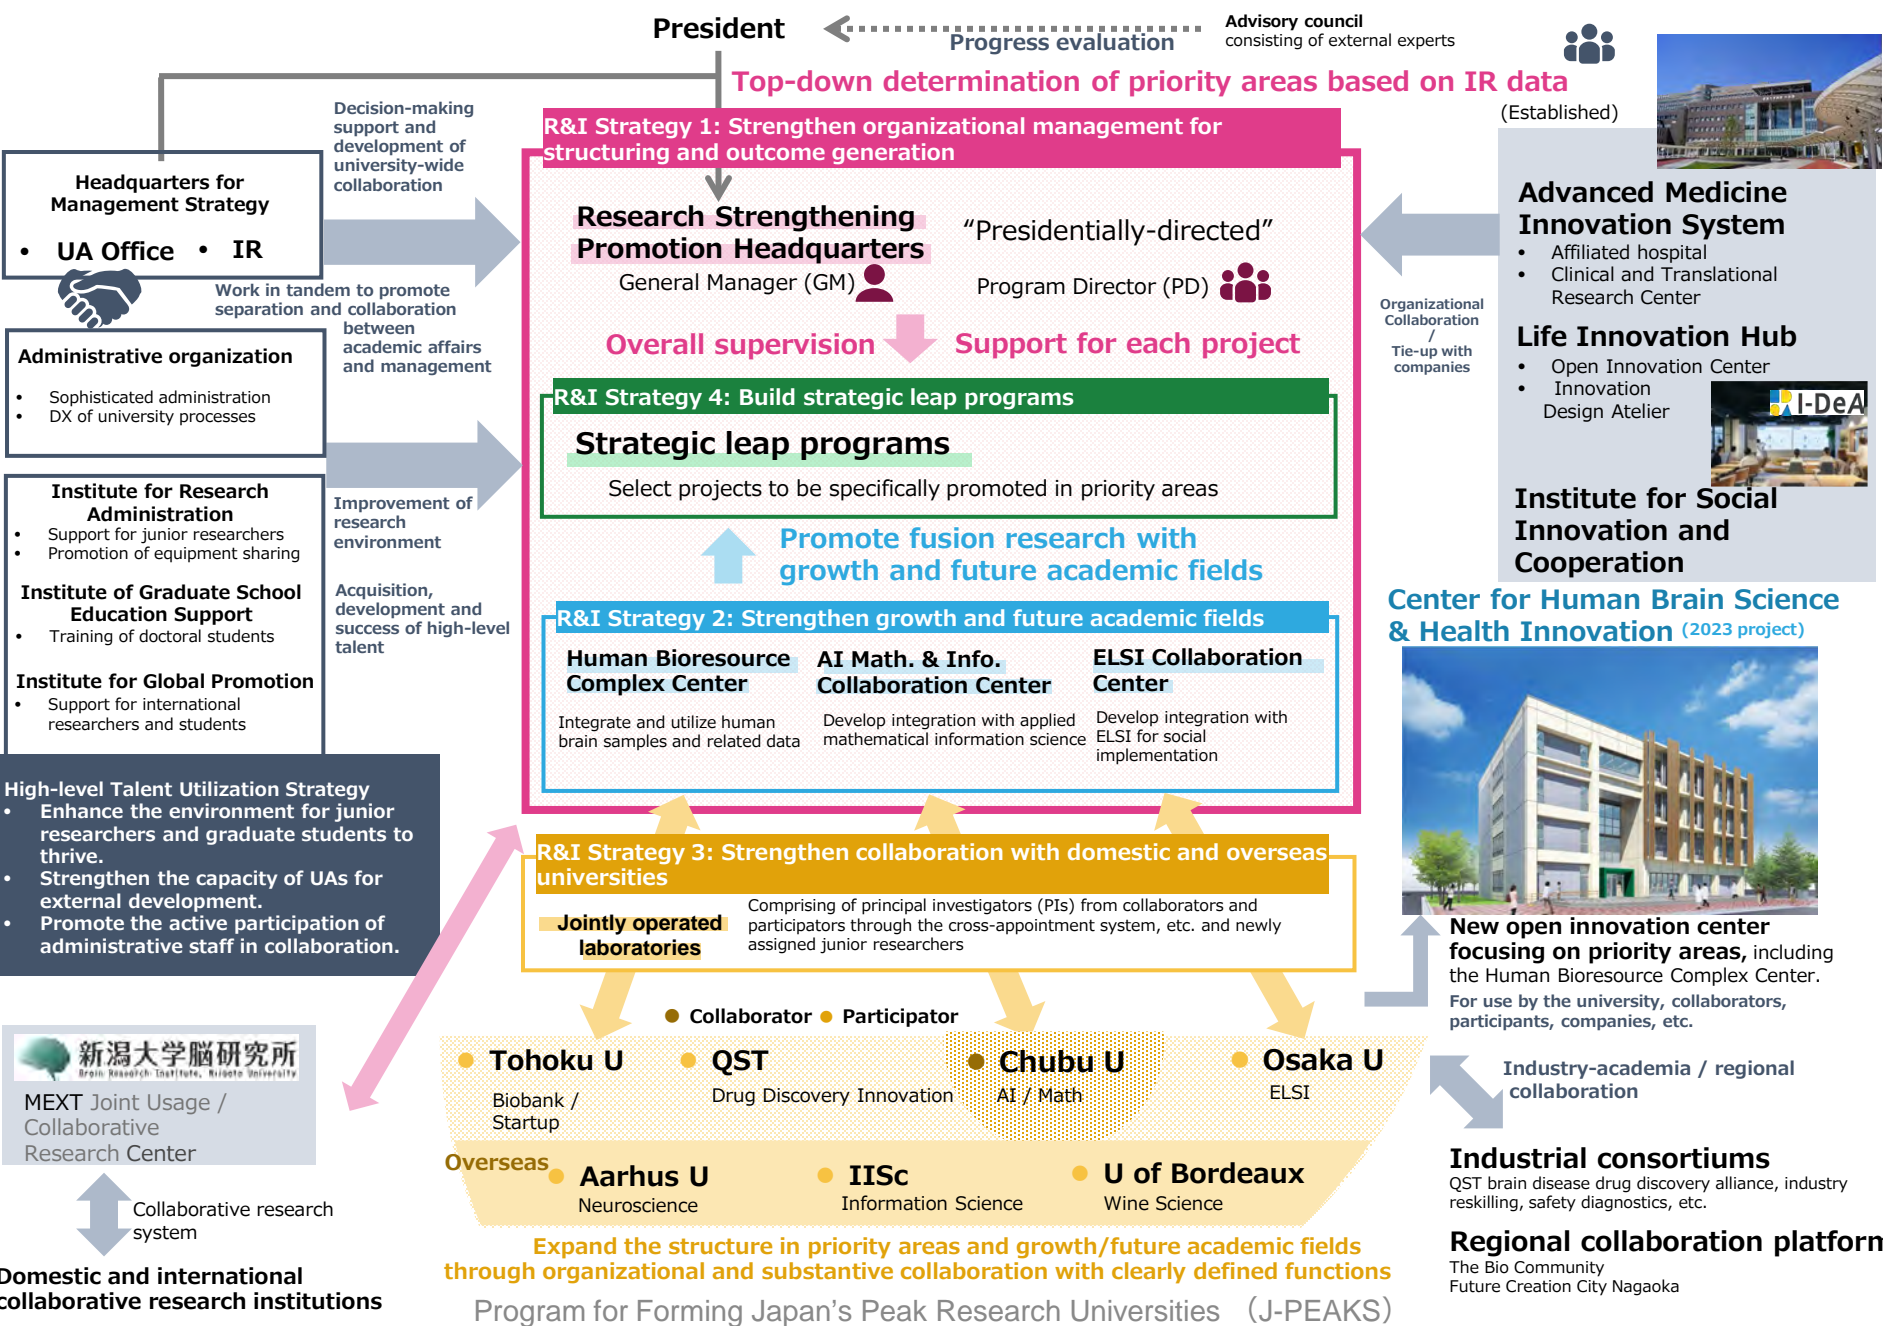 President
Advisory council
consisting of external experts
Progress evaluation
Top-down determination of priority areas based on IR data
Decision-making
support and
development of
university-wide
collaboration
Headquarters for
Management Strategy
• UA Office • IR
Work in tandem to promote
separation and collaboration
between
academic affairs
and management
Administrative organization
• Sophisticated administration
• DX of university processes
Institute for Research
Administration
• Support for junior researchers
• Promotion of equipment sharing
Institute of Graduate School
Education Support
• Training of doctoral students
Institute for Global Promotion
• Support for international
researchers and students
Improvement of
research
environment
Acquisition,
development and
success of high-level
talent
High-level Talent Utilization Strategy
• Enhance the environment for junior
researchers and graduate students to
thrive.
• Strengthen the capacity of UAs for
external development.
• Promote the active participation of
administrative staff in collaboration.
新潟大学脳研究所
Brain Research Institute, Niigata University
MEXT Joint Usage /
Collaborative
Research Center
Collaborative research
system
Domestic and international
collaborative research institutions
R&I Strategy 1: Strengthen organizational management for
structuring and outcome generation
Research Strengthening
Promotion Headquarters
General Manager (GM)
“Presidentially-directed”
Program Director (PD)
Overall supervision
Support for each project
R&I Strategy 4: Build strategic leap programs
Strategic leap programs
Select projects to be specifically promoted in priority areas
Promote fusion research with
growth and future academic fields
R&I Strategy 2: Strengthen growth and future academic fields
Human Bioresource
Complex Center
Integrate and utilize human
brain samples and related data
AI Math. & Info.
Collaboration Center
Develop integration with applied
mathematical information science
ELSI Collaboration
Center
Develop integration with
ELSI for social
implementation
R&I Strategy 3: Strengthen collaboration with domestic and overseas
universities
Jointly operated
laboratories
Comprising of principal investigators (PIs) from collaborators and
participators through the cross-appointment system, etc. and newly
assigned junior researchers
● Collaborator ● Participator
Tohoku U
Biobank /
Startup
QST
Drug Discovery Innovation
Chubu U
AI / Math
Osaka U
ELSI
Overseas
Aarhus U
Neuroscience
IISc
Information Science
U of Bordeaux
Wine Science
Expand the structure in priority areas and growth/future academic fields
through organizational and substantive collaboration with clearly defined functions
Program for Forming Japan’s Peak Research Universities （J-PEAKS）
(Established)
Advanced Medicine
Innovation System
• Affiliated hospital
• Clinical and Translational
Research Center
Life Innovation Hub
• Open Innovation Center
• Innovation
Design Atelier
I-DeA
Institute for Social
Innovation and
Cooperation
Organizational
Collaboration
/
Tie-up with
companies
Center for Human Brain Science
& Health Innovation (2023 project)
New open innovation center
focusing on priority areas, including
the Human Bioresource Complex Center.
For use by the university, collaborators,
participants, companies, etc.
Industry-academia / regional
collaboration
Industrial consortiums
QST brain disease drug discovery alliance, industry
reskilling, safety diagnostics, etc.
Regional collaboration platform
The Bio Community
Future Creation City Nagaoka